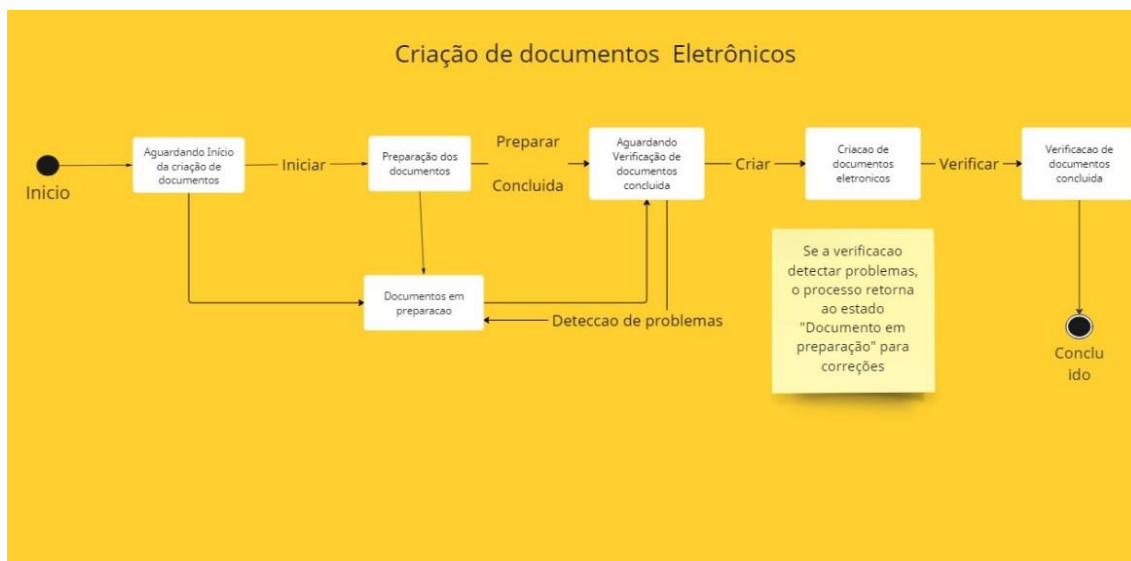 Criação de documentos Eletrônicos
Inicio
Aguardando Início
da criação de
documentos
Iniciar
Preparação dos
documentos
Preparar
Concluida
Aguardando
Verificação de
documentos
concluida
Criar
Criacao de
documentos
eletronicos
Verificar
Verificacao de
documentos
concluida
Documentos em
preparacao
Deteccao de problemas
Se a verificacao
detectar problemas,
o processo retorna
ao estado
"Documento em
preparação" para
correções
Conclu
ido